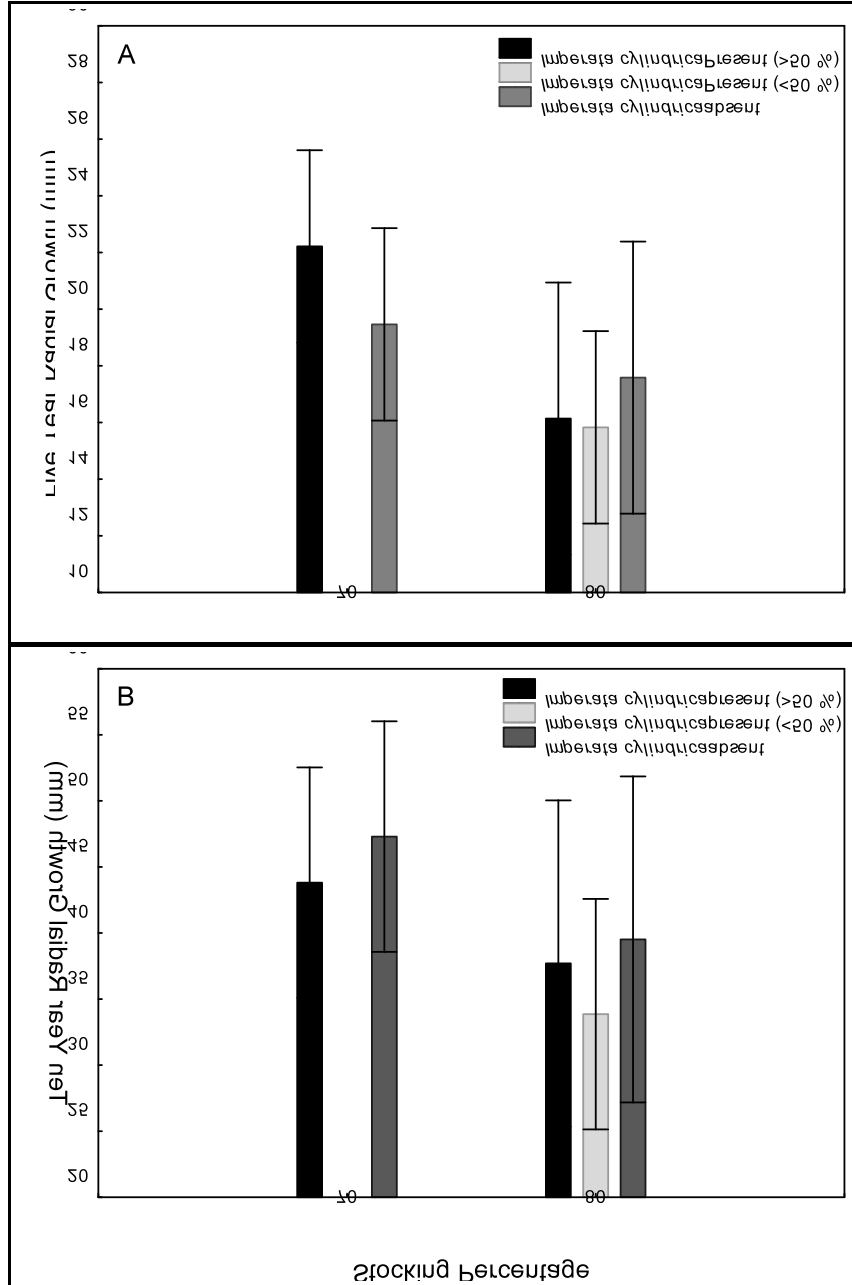 A
Imperata cylindricaPresent (>50 %)
Imperata cylindricaPresent (<50 %)
Imperata cylindricaabsent
28
26
24
22
20
18
16
14
12
10
Five Year Radial Growth (mm)
70
80
B
Imperata cylindricapresent (>50 %)
Imperata cylindricapresent (<50 %)
Imperata cylindricaabsent
55
50
45
40
35
30
25
20
Ten Year Radial Growth (mm)
70
80
Stocking Percentage